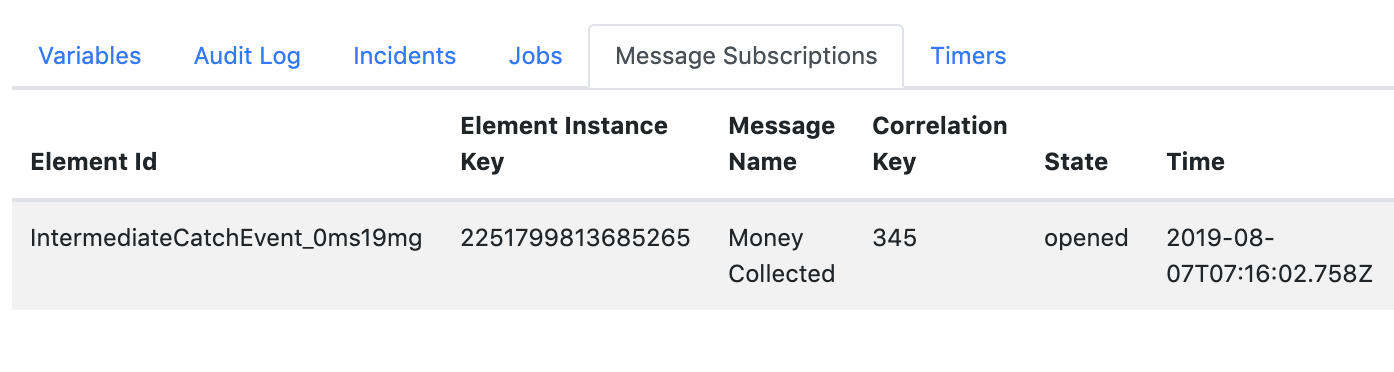 Variables Audit Log Incidents Jobs Message Subscriptions Timers
Element Id Element Instance Key Message Name Correlation Key State Time
IntermediateCatchEvent_0ms19mg 2251799813685265 Money Collected 345 opened 2019-08-07T07:16:02.758Z